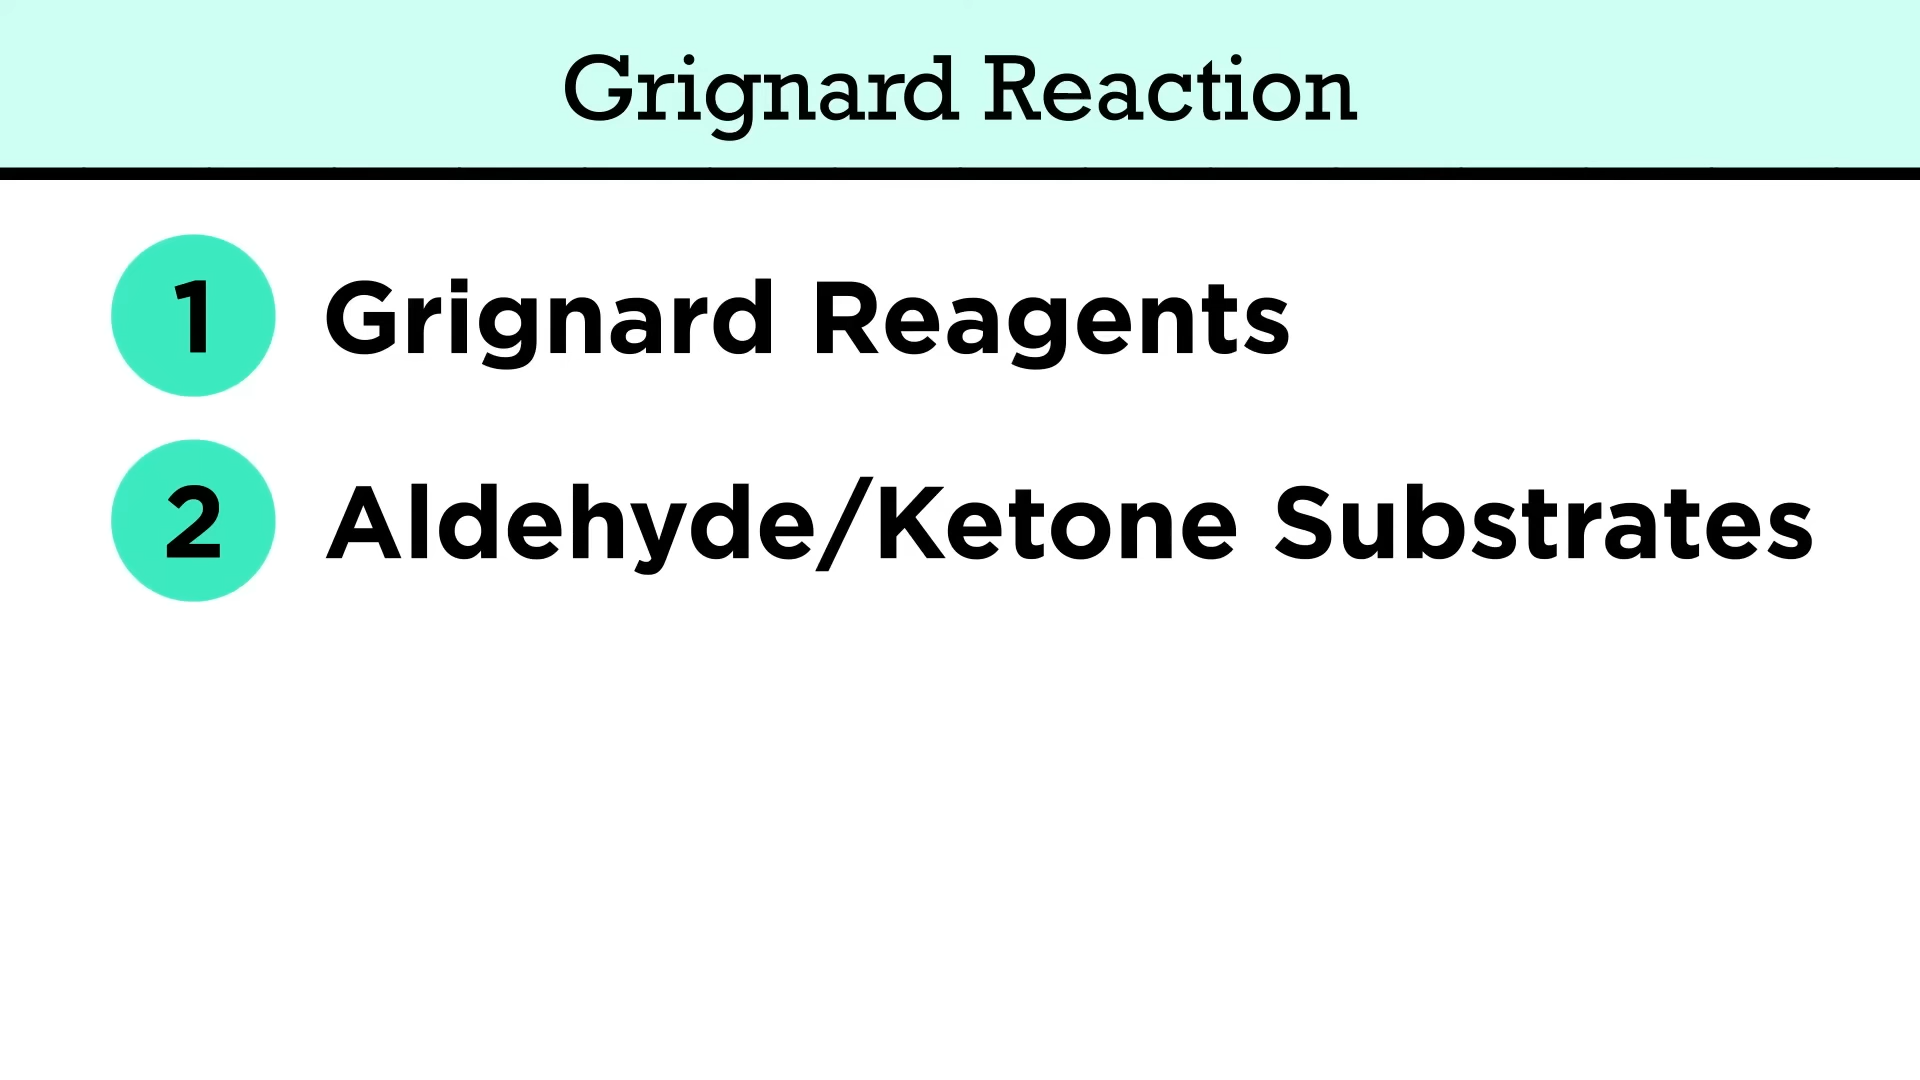 Grignard Reaction
1 Grignard Reagents
2 Aldehyde/Ketone Substrates